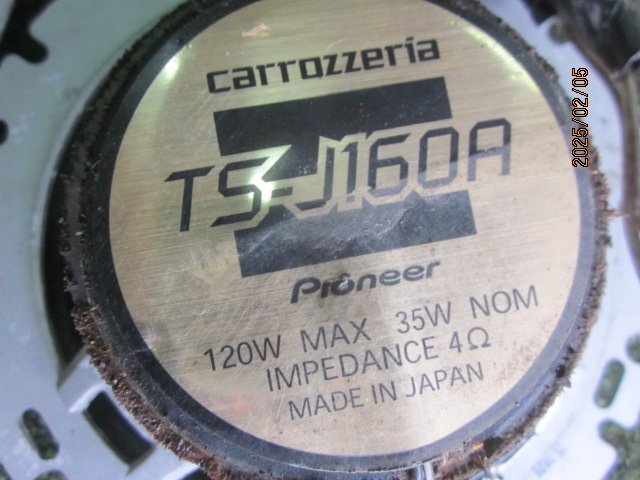 carrozzeria
TS-J160A
Pioneer
120W MAX 35W NOM
IMPEDANCE 4Ω
MADE IN JAPAN
2025/02/05